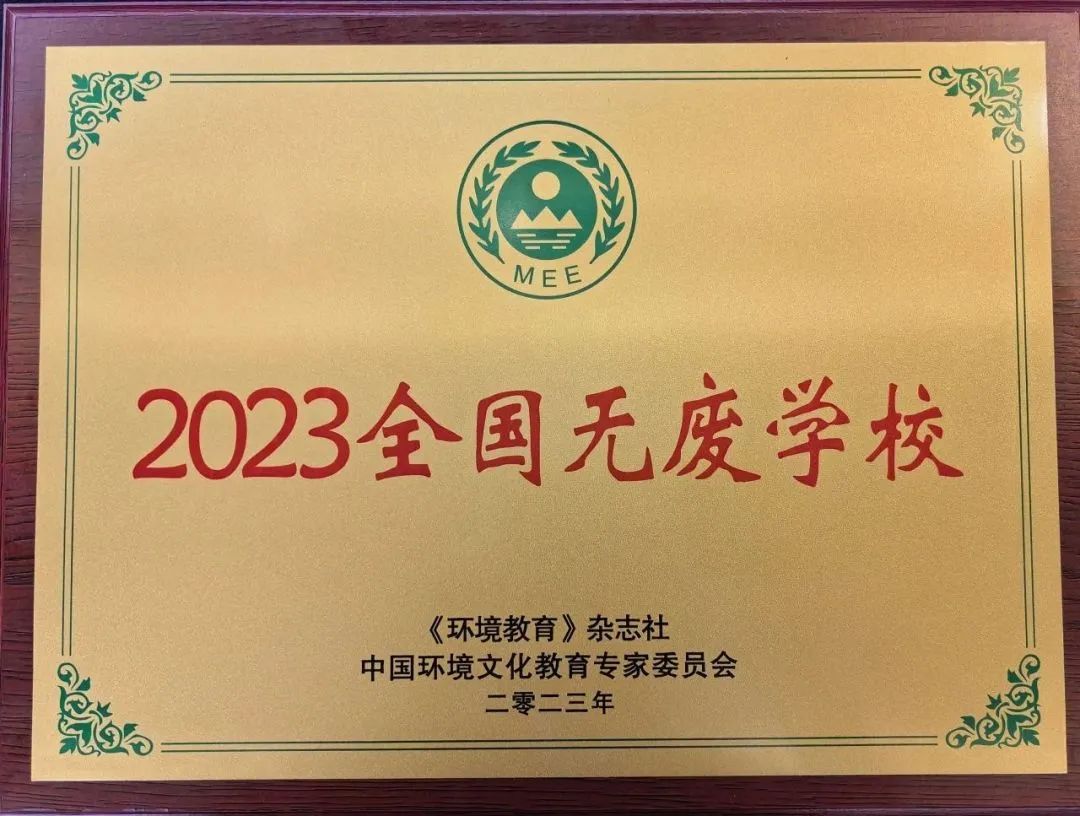 MEE
2023全国无废学校
《环境教育》杂志社
中国环境文化教育专家委员会
二零二三年